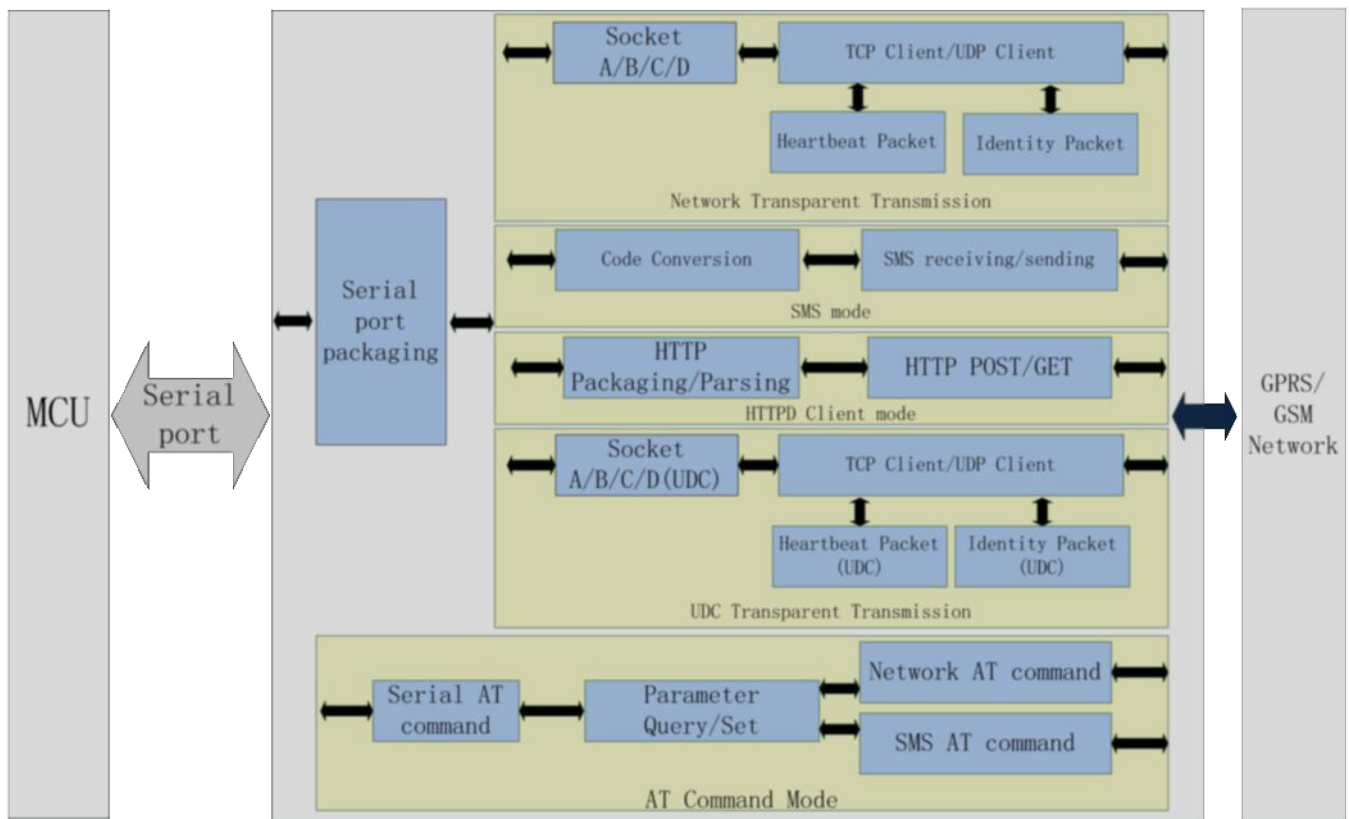 MCU
Serial
port
Serial
port
packaging
Socket
A/B/C/D
TCP Client/UDP Client
Heartbeat Packet
Identity Packet
Network Transparent Transmission
Code Conversion
SMS receiving/sending
SMS mode
HTTP
Packaging/Parsing
HTTP POST/GET
HTTPD Client mode
Socket
A/B/C/D(UDC)
TCP Client/UDP Client
Heartbeat Packet
(UDC)
Identity Packet
(UDC)
UDC Transparent Transmission
Serial AT
command
Parameter
Query/Set
Network AT command
SMS AT command
AT Command Mode
GPRS/
GSM
Network